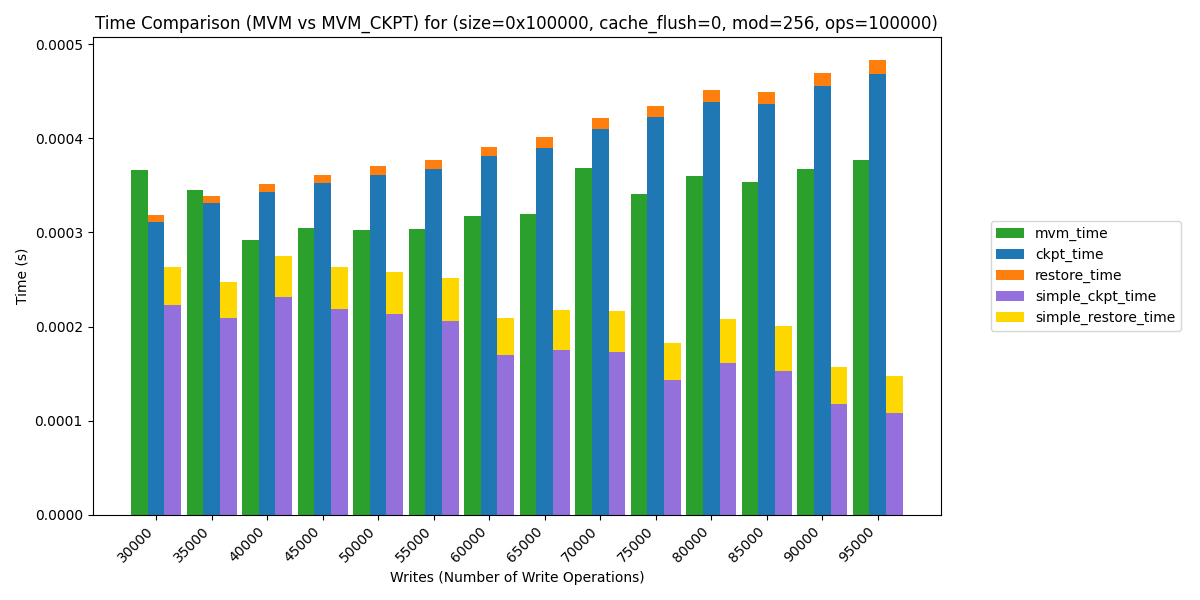 Time Comparison (MVM vs MVM_CKPT) for (size=0x100000, cache_flush=0, mod=256, ops=100000)
Time (s)
0.0005
0.0004
0.0003
0.0002
0.0001
0.0000
30000
35000
40000
45000
50000
55000
60000
65000
70000
75000
80000
85000
90000
95000
Writes (Number of Write Operations)
mvm_time
ckpt_time
restore_time
simple_ckpt_time
simple_restore_time